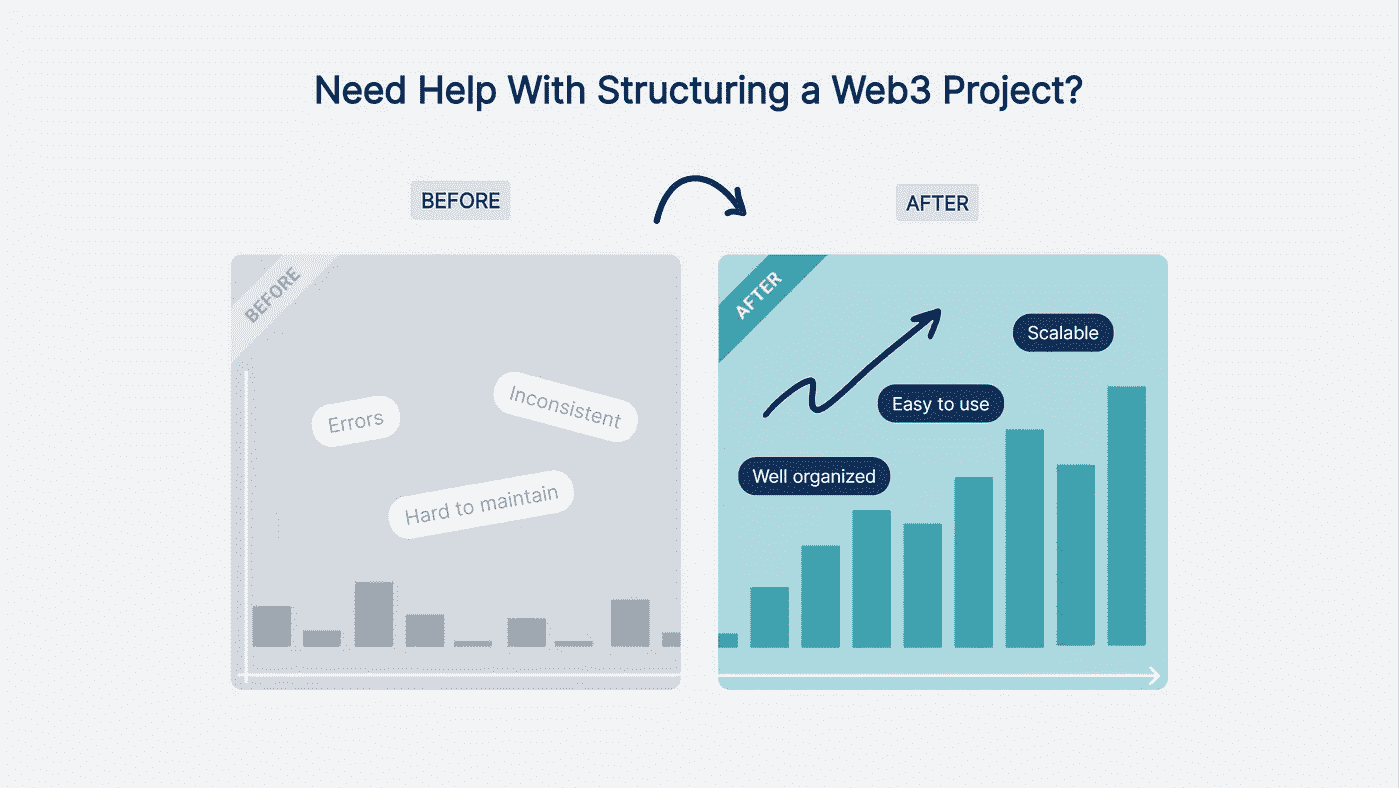 Need Help With Structuring a Web3 Project?
BEFORE
AFTER
BEFORE
Errors
Inconsistent
Hard to maintain
AFTER
Scalable
Easy to use
Well organized